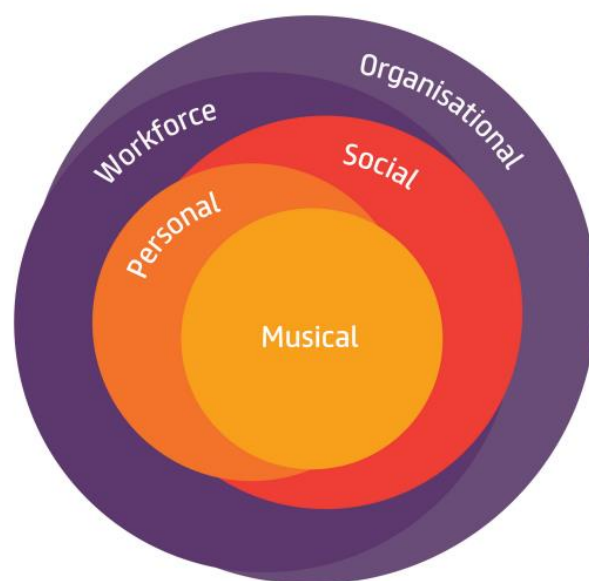 Organisational
Workforce
Social
Personal
Musical